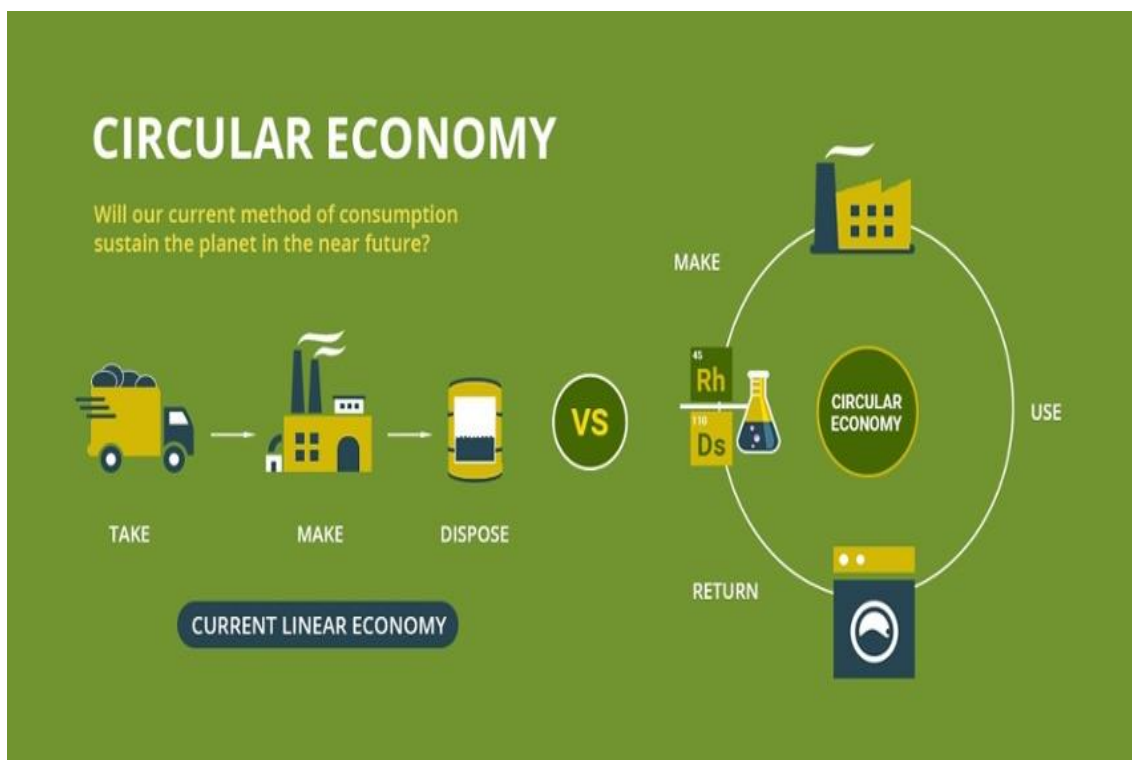 CIRCULAR ECONOMY
Will our current method of consumption
sustain the planet in the near future?
TAKE
MAKE
DISPOSE
CURRENT LINEAR ECONOMY
VS
MAKE
45
Rh
110
Ds
CIRCULAR
ECONOMY
USE
RETURN